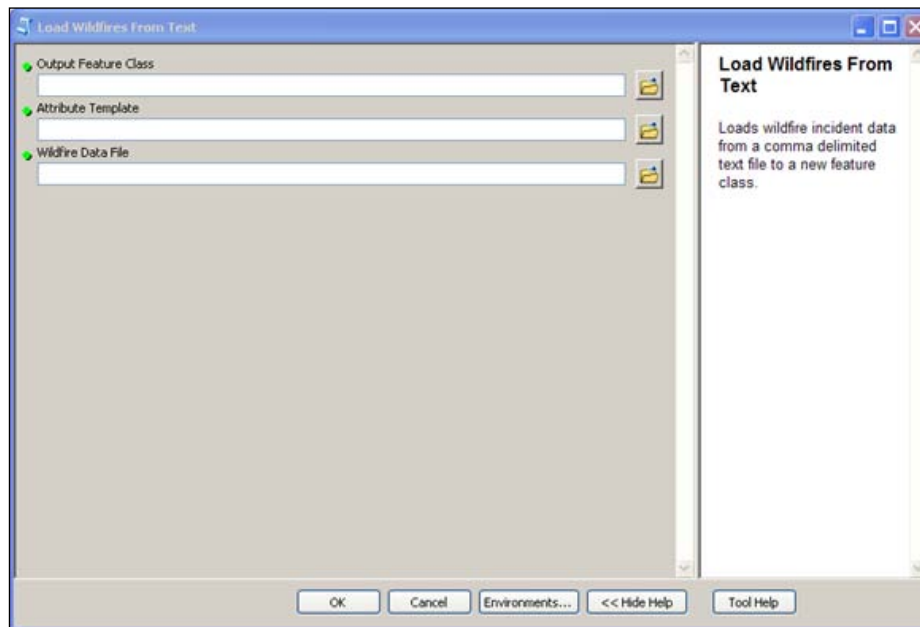 Load Wildfires From Text
Output Feature Class
Attribute Template
Wildfire Data File
Load Wildfires From
Text
Loads wildfire incident data
from a comma delimited
text file to a new feature
class.
OK
Cancel
Environments...
<< Hide Help
Tool Help